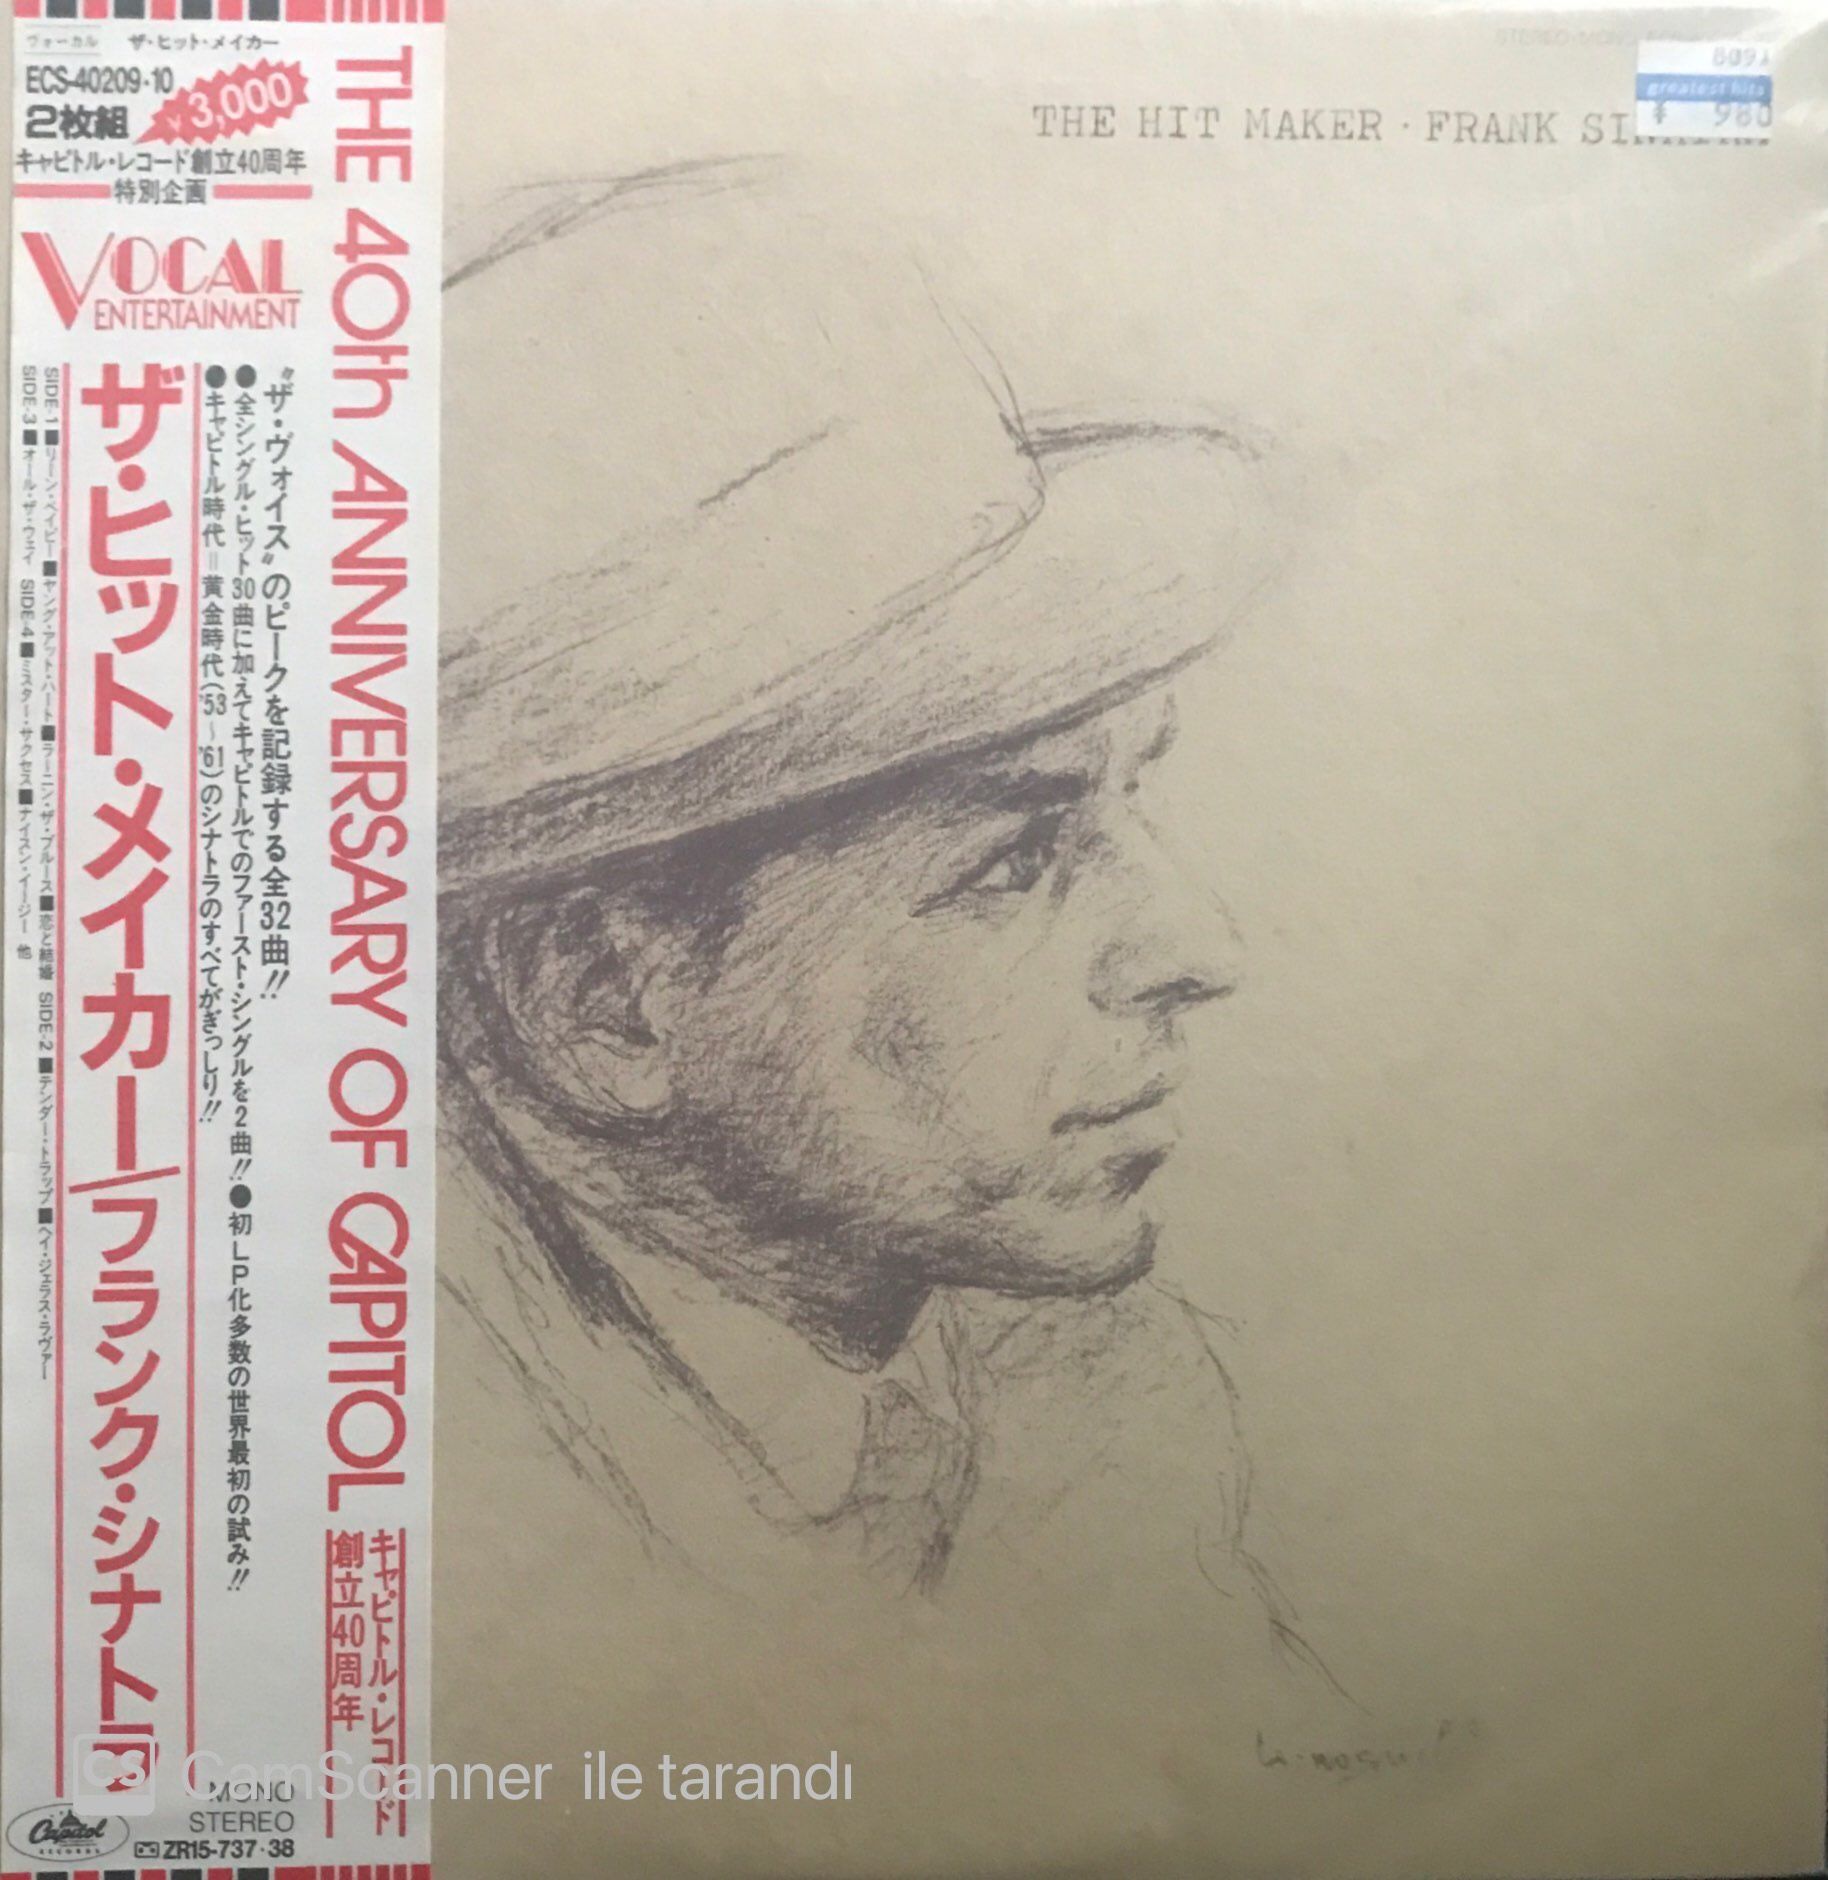 ヴォーカル ザ・ヒット・メイカー
ECS-40209・10
2枚組 ¥3,000
キャピトル・レコード創立40周年
特別企画
VOCAL
ENTERTAINMENT
THE 40th ANNIVERSARY OF CAPITOL
キャピトル・レコード
創立40周年
"ザ・ヴォイス"のピークを記録する全32曲!!
●全シングル・ヒット30曲に加えてキャピトルでのファースト・シングルを2曲!!●初LP化多数の世界最初の試み!!
●キャピトル時代=黄金時代('53〜'61)のシナトラのすべてがぎっしり!!
ザ・ヒット・メイカー/フランク・シナトラ
SIDE-1■リーン・ベイビー■ヤング・アット・ハート■ラーニン・ザ・ブルース■恋と結婚 SIDE-2■テンダー・トラップ■ヘイ・ジェラス・ラヴァー
SIDE-3■オール・ザ・ウェイ SIDE-4■ミスター・サクセス■ナイスン・イージー 他
MONO
STEREO
Capitol
RECORDS
ZR15-737・38
THE HIT MAKER・FRANK
greatest hits
¥ 980
CS CamScanner ile tarandı